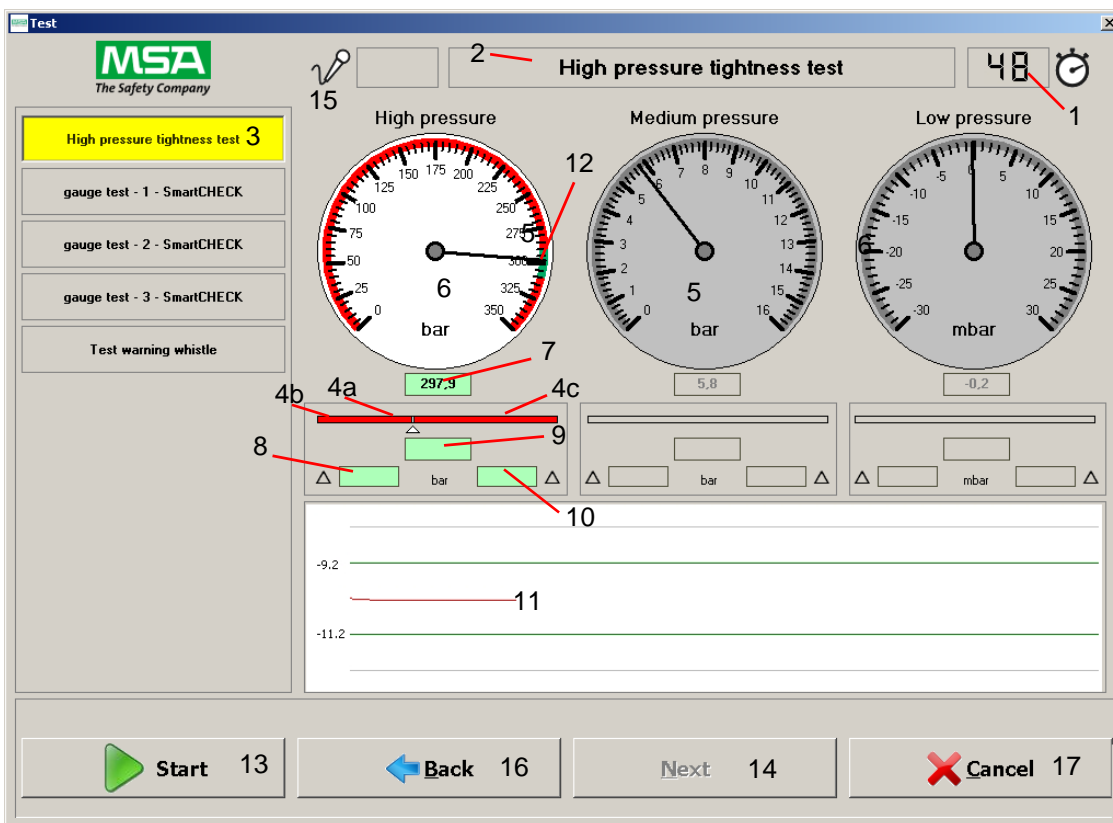 Test
MSA
The Safety Company
15
2
High pressure tightness test
48
1
High pressure tightness test 3
gauge test - 1 - SmartCHECK
gauge test - 2 - SmartCHECK
gauge test - 3 - SmartCHECK
Test warning whistle
High pressure
0 25 50 75 100 125 150 175 200 225 250 275 300 325 350
5
12
6
bar
7
297,9
Medium pressure
0 1 2 3 4 5 6 7 8 9 10 11 12 13 14 15 16
5
bar
5,8
Low pressure
-30 -25 -20 -15 -10 -5 0 5 10 15 20 25 30
6
mbar
-0,2
4b 4a 4c
9
8
bar
10
bar
mbar
-9.2
11
-11.2
Start 13
Back 16
Next 14
Cancel 17